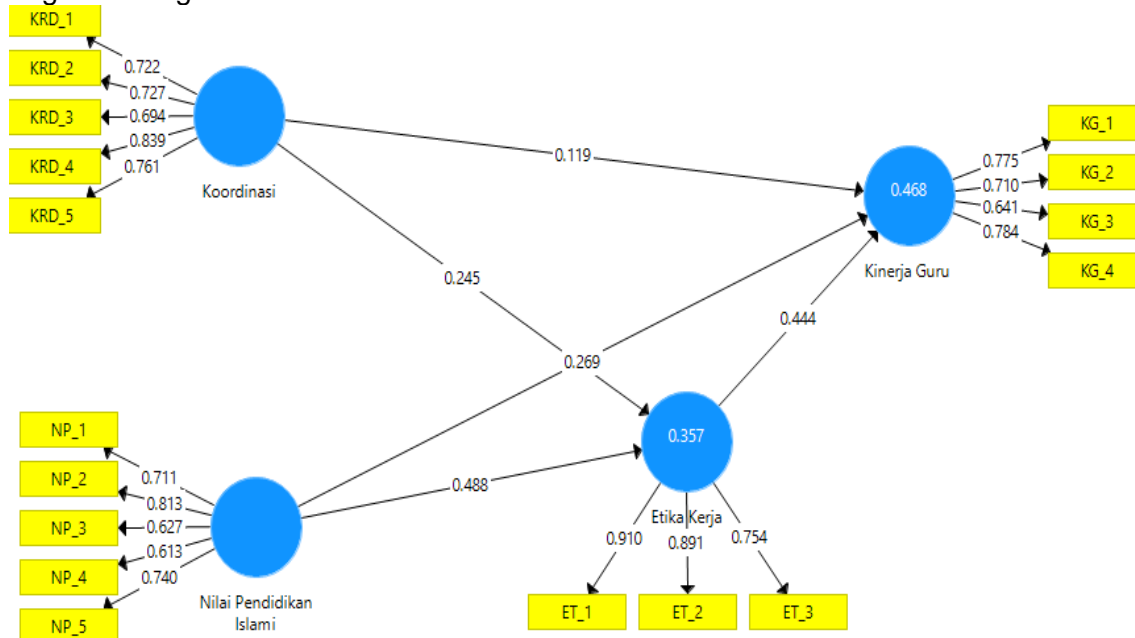 KRD_1
KRD_2
KRD_3
KRD_4
KRD_5
0.722
0.727
0.694
0.839
0.761
Koordinasi
0.119
0.245
0.269
0.488
0.444
0.468
Kinerja Guru
0.775
0.710
0.641
0.784
KG_1
KG_2
KG_3
KG_4
NP_1
NP_2
NP_3
NP_4
NP_5
0.711
0.813
0.627
0.613
0.740
Nilai Pendidikan
Islami
0.357
Etika Kerja
0.910
0.891
0.754
ET_1
ET_2
ET_3